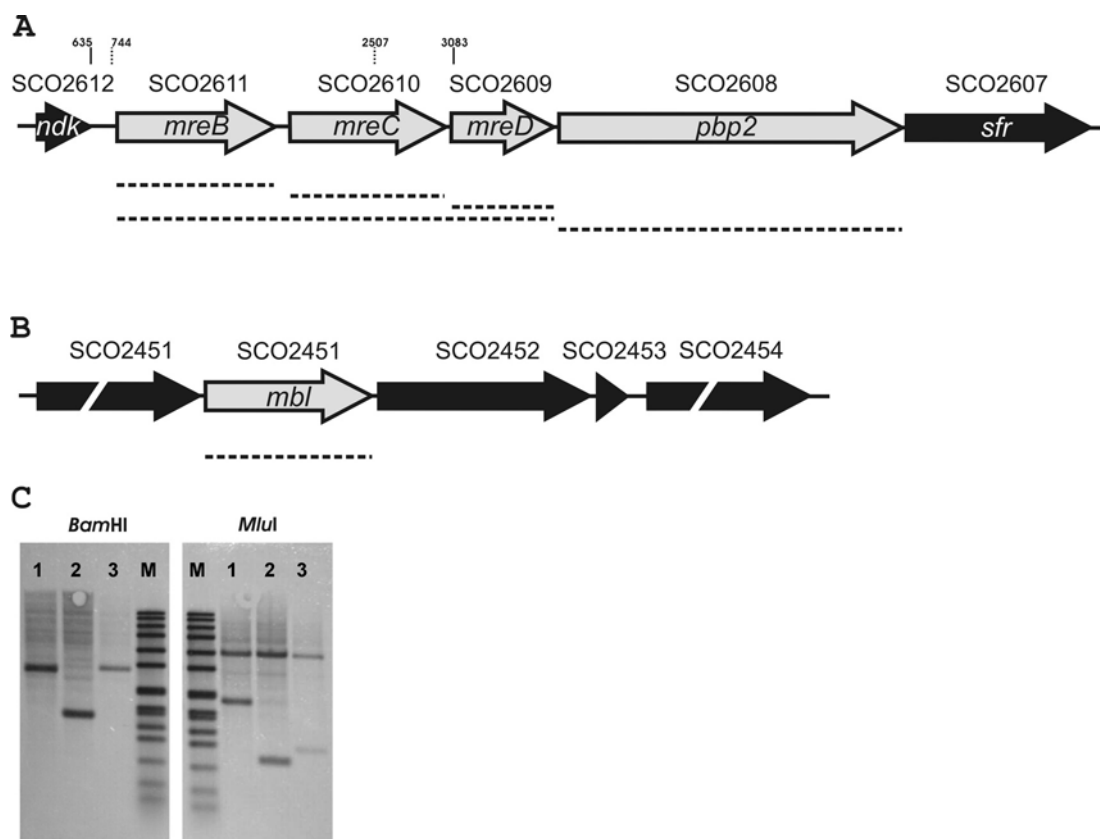 A
635 744 2507 3083
SCO2612 SCO2611 SCO2610 SCO2609 SCO2608 SCO2607
ndk mreB mreC mreD pbp2 sfr
B
SCO2451 SCO2451 SCO2452 SCO2453 SCO2454
mbl
C
BamHI MluI
1 2 3 M M 1 2 3